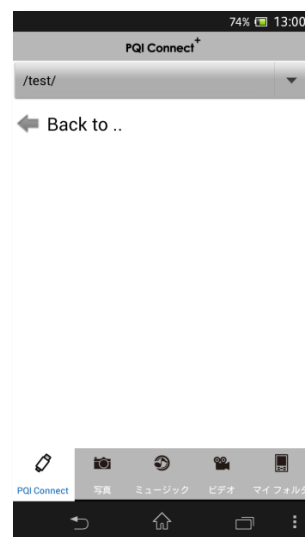 74% 13:00
PQI Connect+
/test/
Back to ..
PQI Connect 写真 ミュージック ビデオ マイ フォルダ